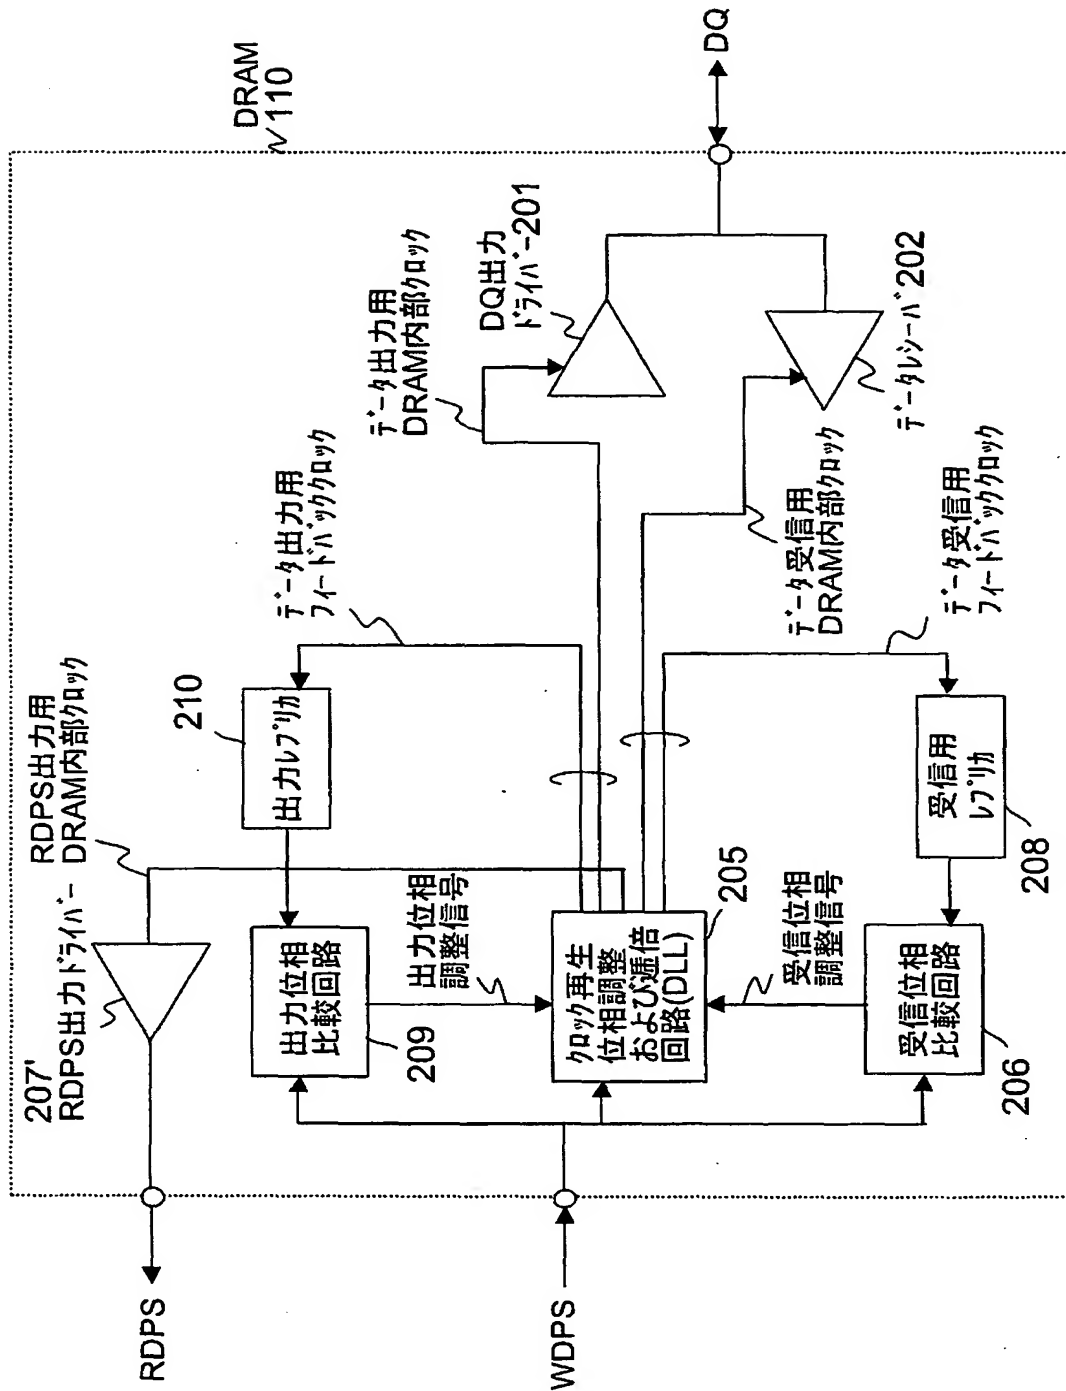 DRAM
110
DQ
データ出力用
DRAM内部クロック
DQ出力
ドライバー201
データレシーバ202
データ出力用
フィードバッククロック
データ受信用
DRAM内部クロック
データ受信用
フィードバッククロック
RDPS出力用
DRAM内部クロック
210
出力レプリカ
受信用
レプリカ
208
207'
RDPS出力ドライバー
出力位相
比較回路
209
出力位相
調整信号
クロック再生
位相調整
および逓倍
回路(DLL)
205
受信位相
調整信号
受信位相
比較回路
206
RDPS
WDPS